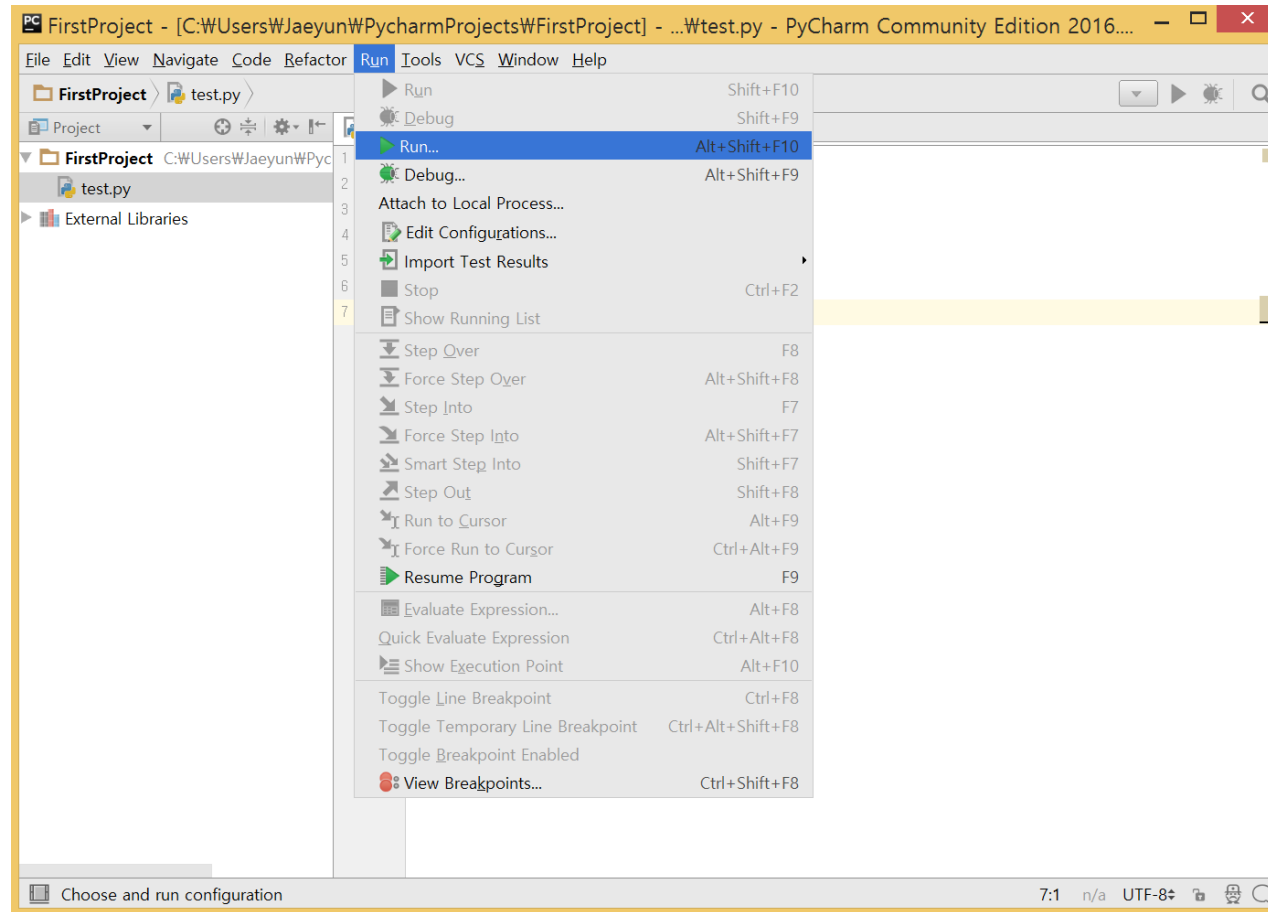 PC FirstProject - [C:₩Users₩Jaeyun₩PycharmProjects₩FirstProject] - ...₩test.py - PyCharm Community Edition 2016....
File Edit View Navigate Code Refactor Run Tools VCS Window Help
FirstProject test.py
Project
FirstProject C:₩Users₩Jaeyun₩Pyc
test.py
External Libraries
1
2
3
4
5
6
7
Run Shift+F10
Debug Shift+F9
Run... Alt+Shift+F10
Debug... Alt+Shift+F9
Attach to Local Process...
Edit Configurations...
Import Test Results
Stop Ctrl+F2
Show Running List
Step Over F8
Force Step Over Alt+Shift+F8
Step Into F7
Force Step Into Alt+Shift+F7
Smart Step Into Shift+F7
Step Out Shift+F8
Run to Cursor Alt+F9
Force Run to Cursor Ctrl+Alt+F9
Resume Program F9
Evaluate Expression... Alt+F8
Quick Evaluate Expression Ctrl+Alt+F8
Show Execution Point Alt+F10
Toggle Line Breakpoint Ctrl+F8
Toggle Temporary Line Breakpoint Ctrl+Alt+Shift+F8
Toggle Breakpoint Enabled
View Breakpoints... Ctrl+Shift+F8
Choose and run configuration 7:1 n/a UTF-8